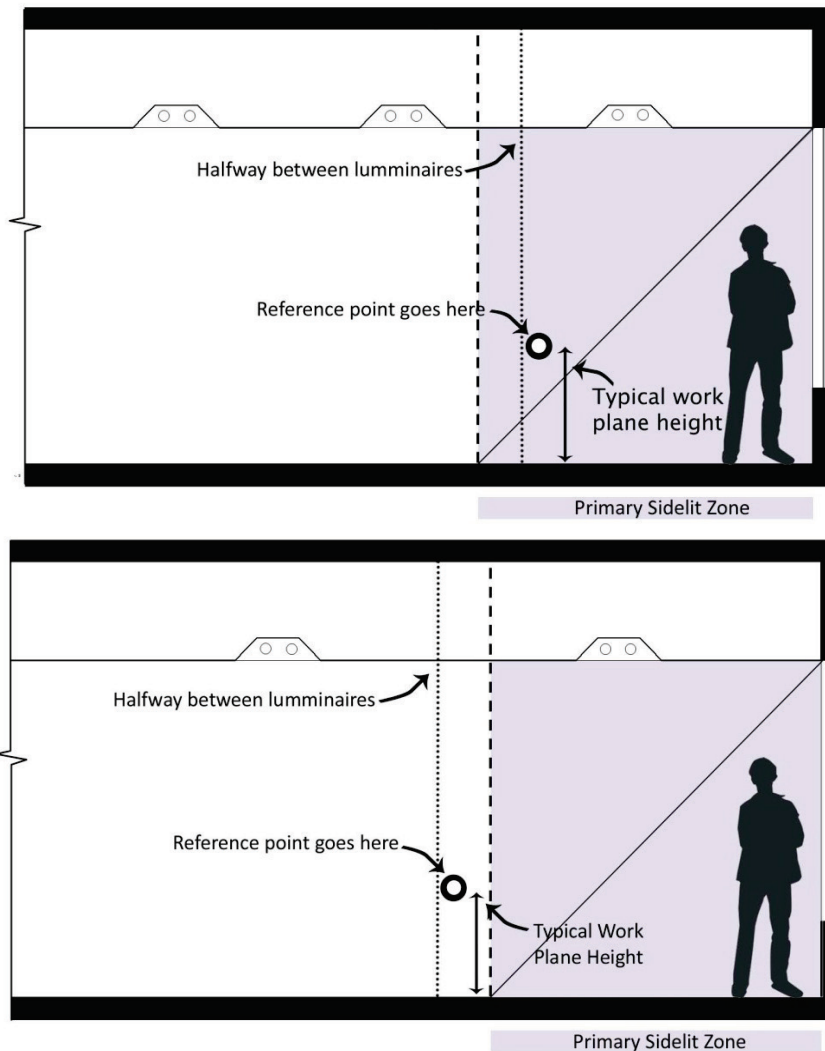 Halfway between lumminaires
Reference point goes here
Typical work
plane height
Primary Sidelit Zone
Halfway between lumminaires
Reference point goes here
Typical Work
Plane Height
Primary Sidelit Zone